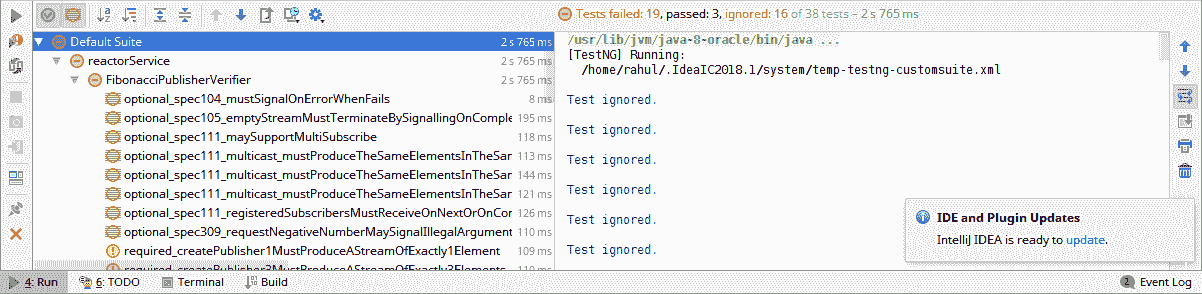 Tests failed: 19, passed: 3, ignored: 16 of 38 tests – 2 s 765 ms
Default Suite 2 s 765 ms
reactorService 2 s 765 ms
FibonacciPublisherVerifier 2 s 765 ms
optional_spec104_mustSignalOnErrorWhenFails 8 ms
optional_spec105_emptyStreamMustTerminateBySignallingOnComple 195 ms
optional_spec111_maySupportMultiSubscribe 118 ms
optional_spec111_multicast_mustProduceTheSameElementsInTheSar 113 ms
optional_spec111_multicast_mustProduceTheSameElementsInTheSar 144 ms
optional_spec111_multicast_mustProduceTheSameElementsInTheSar 121 ms
optional_spec111_registeredSubscribersMustReceiveOnNextOrOnCor 126 ms
optional_spec309_requestNegativeNumberMaySignalIllegalArgument 110 ms
required_createPublisher1MustProduceAStreamOfExactly1Element 109 ms
required_createPublisher3MustProduceAStreamOfExactly3Elements 110 ms
/usr/lib/jvm/java-8-oracle/bin/java ...
[TestNG] Running:
/home/rahul/.IdeaIC2018.1/system/temp-testng-customsuite.xml
Test ignored.
Test ignored.
Test ignored.
Test ignored.
Test ignored.
Test ignored.
IDE and Plugin Updates
IntelliJ IDEA is ready to update.
4: Run 6: TODO Terminal Build 2 Event Log